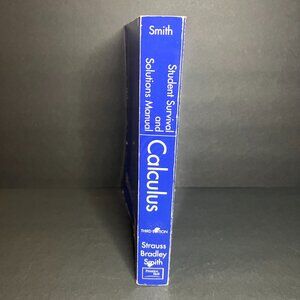 Smith
Student Survival
and
Solutions Manual
Calculus
THIRD EDITION
Strauss
Bradley
Smith